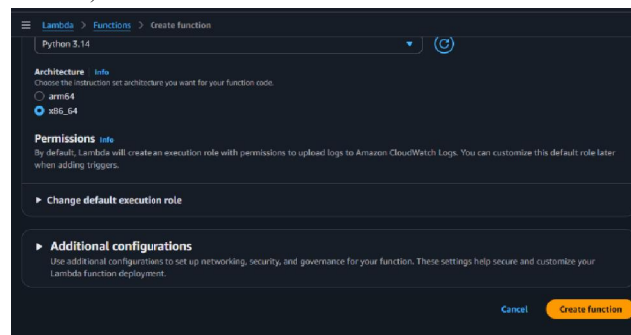 Lambda > Functions > Create function
Python 3.14
Architecture Info
Choose the instruction set architecture you want for your function code.
arm64
x86_64
Permissions Info
By default, Lambda will create an execution role with permissions to upload logs to Amazon CloudWatch Logs. You can customize this default role later
when adding triggers.
Change default execution role
Additional configurations
Use additional configurations to set up networking, security, and governance for your function. These settings help secure and customize your
Lambda function deployment.
Cancel Create function